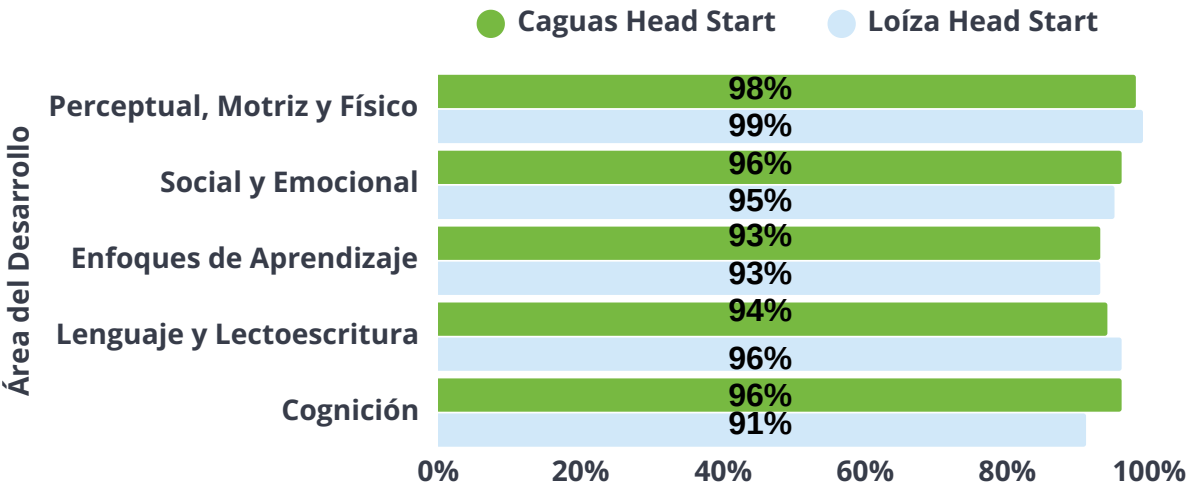 Caguas Head Start
Loíza Head Start
Área del Desarrollo
Perceptual, Motriz y Físico
98%
99%
Social y Emocional
96%
95%
Enfoques de Aprendizaje
93%
93%
Lenguaje y Lectoescritura
94%
96%
Cognición
96%
91%
0% 20% 40% 60% 80% 100%